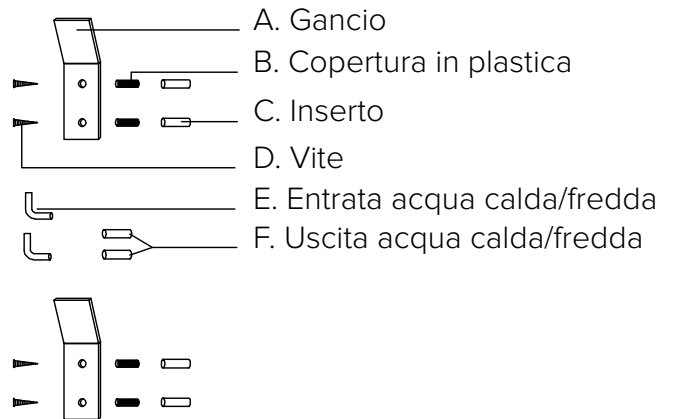 A. Gancio
B. Copertura in plastica
C. Inserto
D. Vite
E. Entrata acqua calda/fredda
F. Uscita acqua calda/fredda